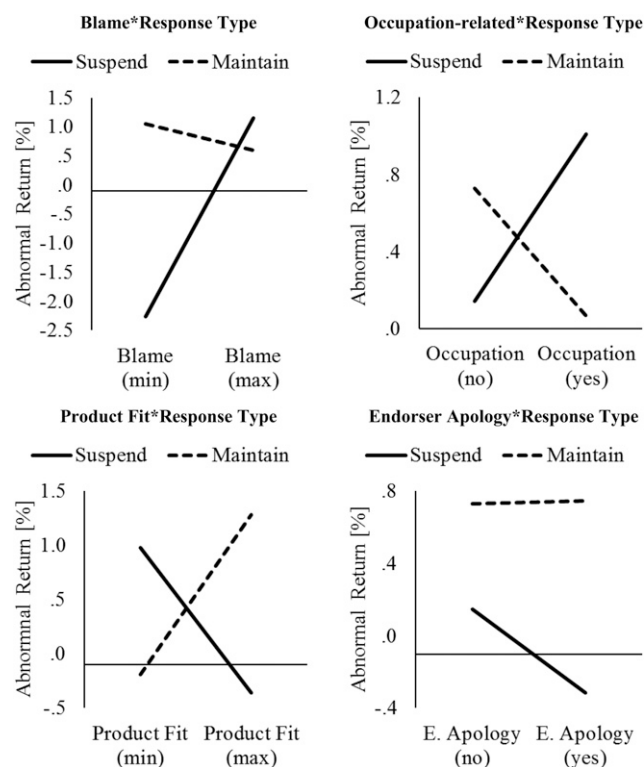 Blame*Response Type
Suspend Maintain
Abnormal Return [%]
1.5
1.0
.5
.0
-.5
-1.0
-1.5
-2.0
-2.5
Blame
(min)
Blame
(max)
Occupation-related*Response Type
Suspend Maintain
Abnormal Return [%]
1.2
.8
.4
.0
Occupation
(no)
Occupation
(yes)
Product Fit*Response Type
Suspend Maintain
Abnormnal Return [%]
1.5
1.0
.5
.0
-.5
Product Fit
(min)
Product Fit
(max)
Endorser Apology*Response Type
Suspend Maintain
Abnormal Return [%]
.8
.4
.0
-.4
E. Apology
(no)
E. Apology
(yes)